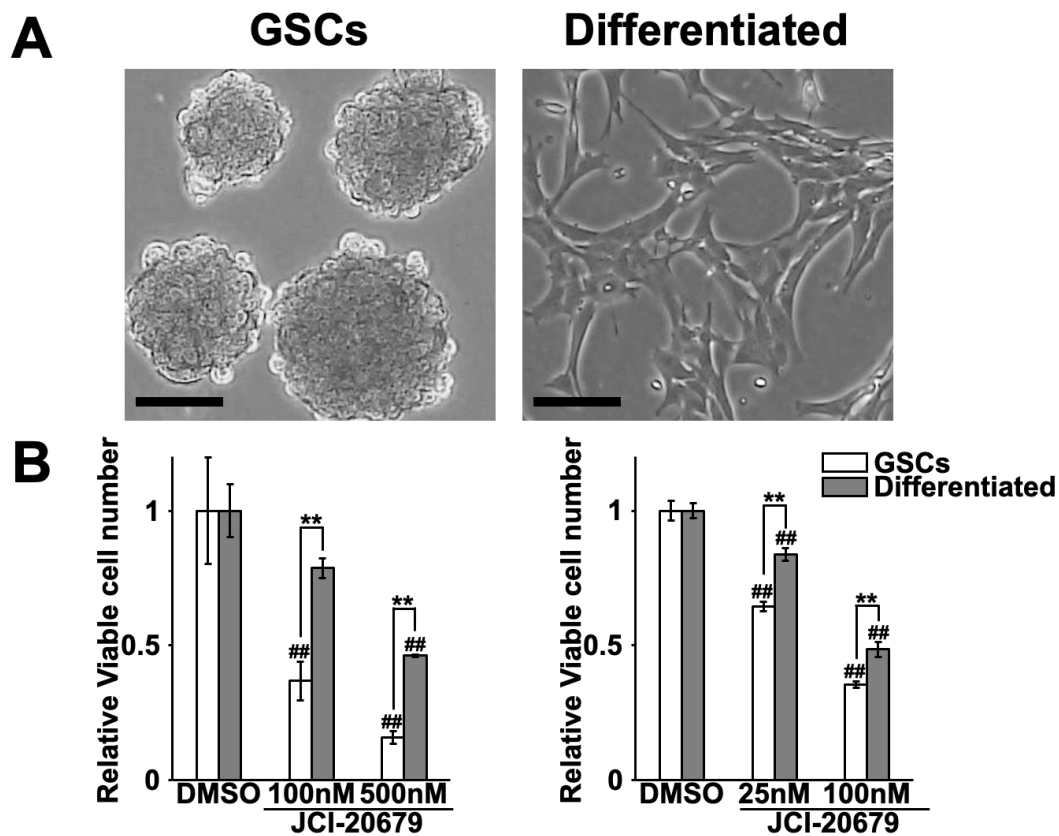 A
GSCs
Differentiated
B
Relative Viable cell number
1
0.5
0
**
##
**
##
##
DMSO
100nM
500nM
JCI-20679
Relative Viable cell number
1
0.5
0
**
##
##
**
##
##
DMSO
25nM
100nM
JCI-20679
GSCs
Differentiated